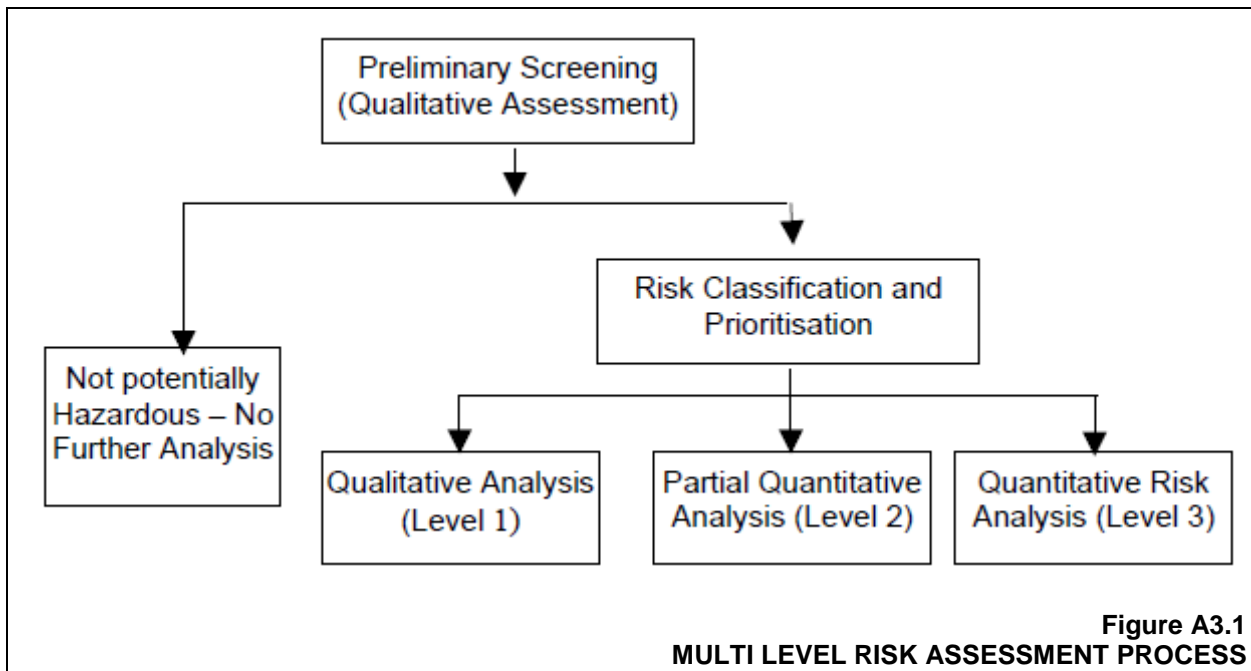 Preliminary Screening
(Qualitative Assessment)
Risk Classification and
Prioritisation
Not potentially
Hazardous – No
Further Analysis
Qualitative Analysis
(Level 1)
Partial Quantitative
Analysis (Level 2)
Quantitative Risk
Analysis (Level 3)
Figure A3.1
MULTI LEVEL RISK ASSESSMENT PROCESS